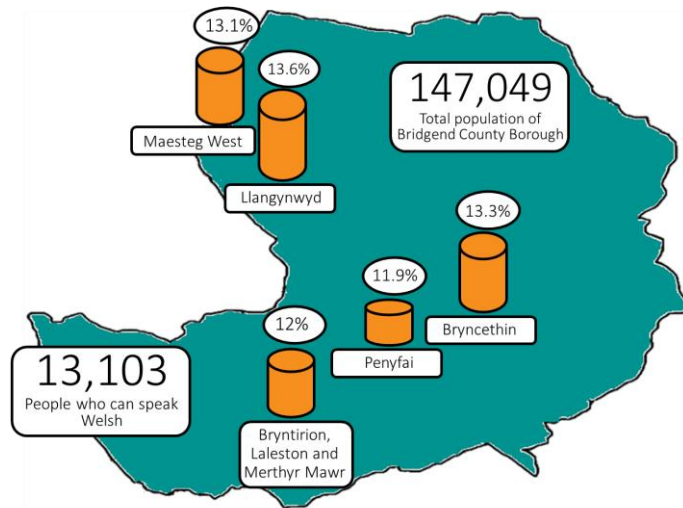 13.1%
Maesteg West
13.6%
Llangynwyd
147,049
Total population of
Bridgend County Borough
13.3%
Bryncethin
11.9%
Penyfai
12%
Bryntirion,
Laleston and
Merthyr Mawr
13,103
People who can speak
Welsh